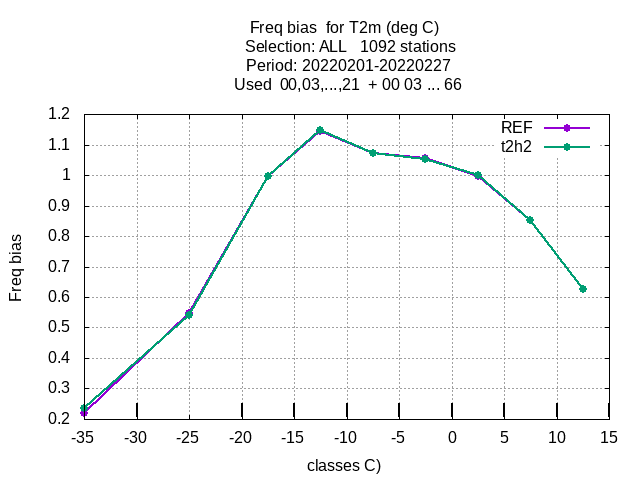 Freq bias  for T2m (deg C)
Selection: ALL   1092 stations
Period: 20220201-20220227
Used  00,03,...,21  + 00 03 ... 66
REF
t2h2
1.2
1.1
1
0.9
0.8
0.7
0.6
0.5
0.4
0.3
0.2
Freq bias
-35 -30 -25 -20 -15 -10 -5 0 5 10 15
classes C)